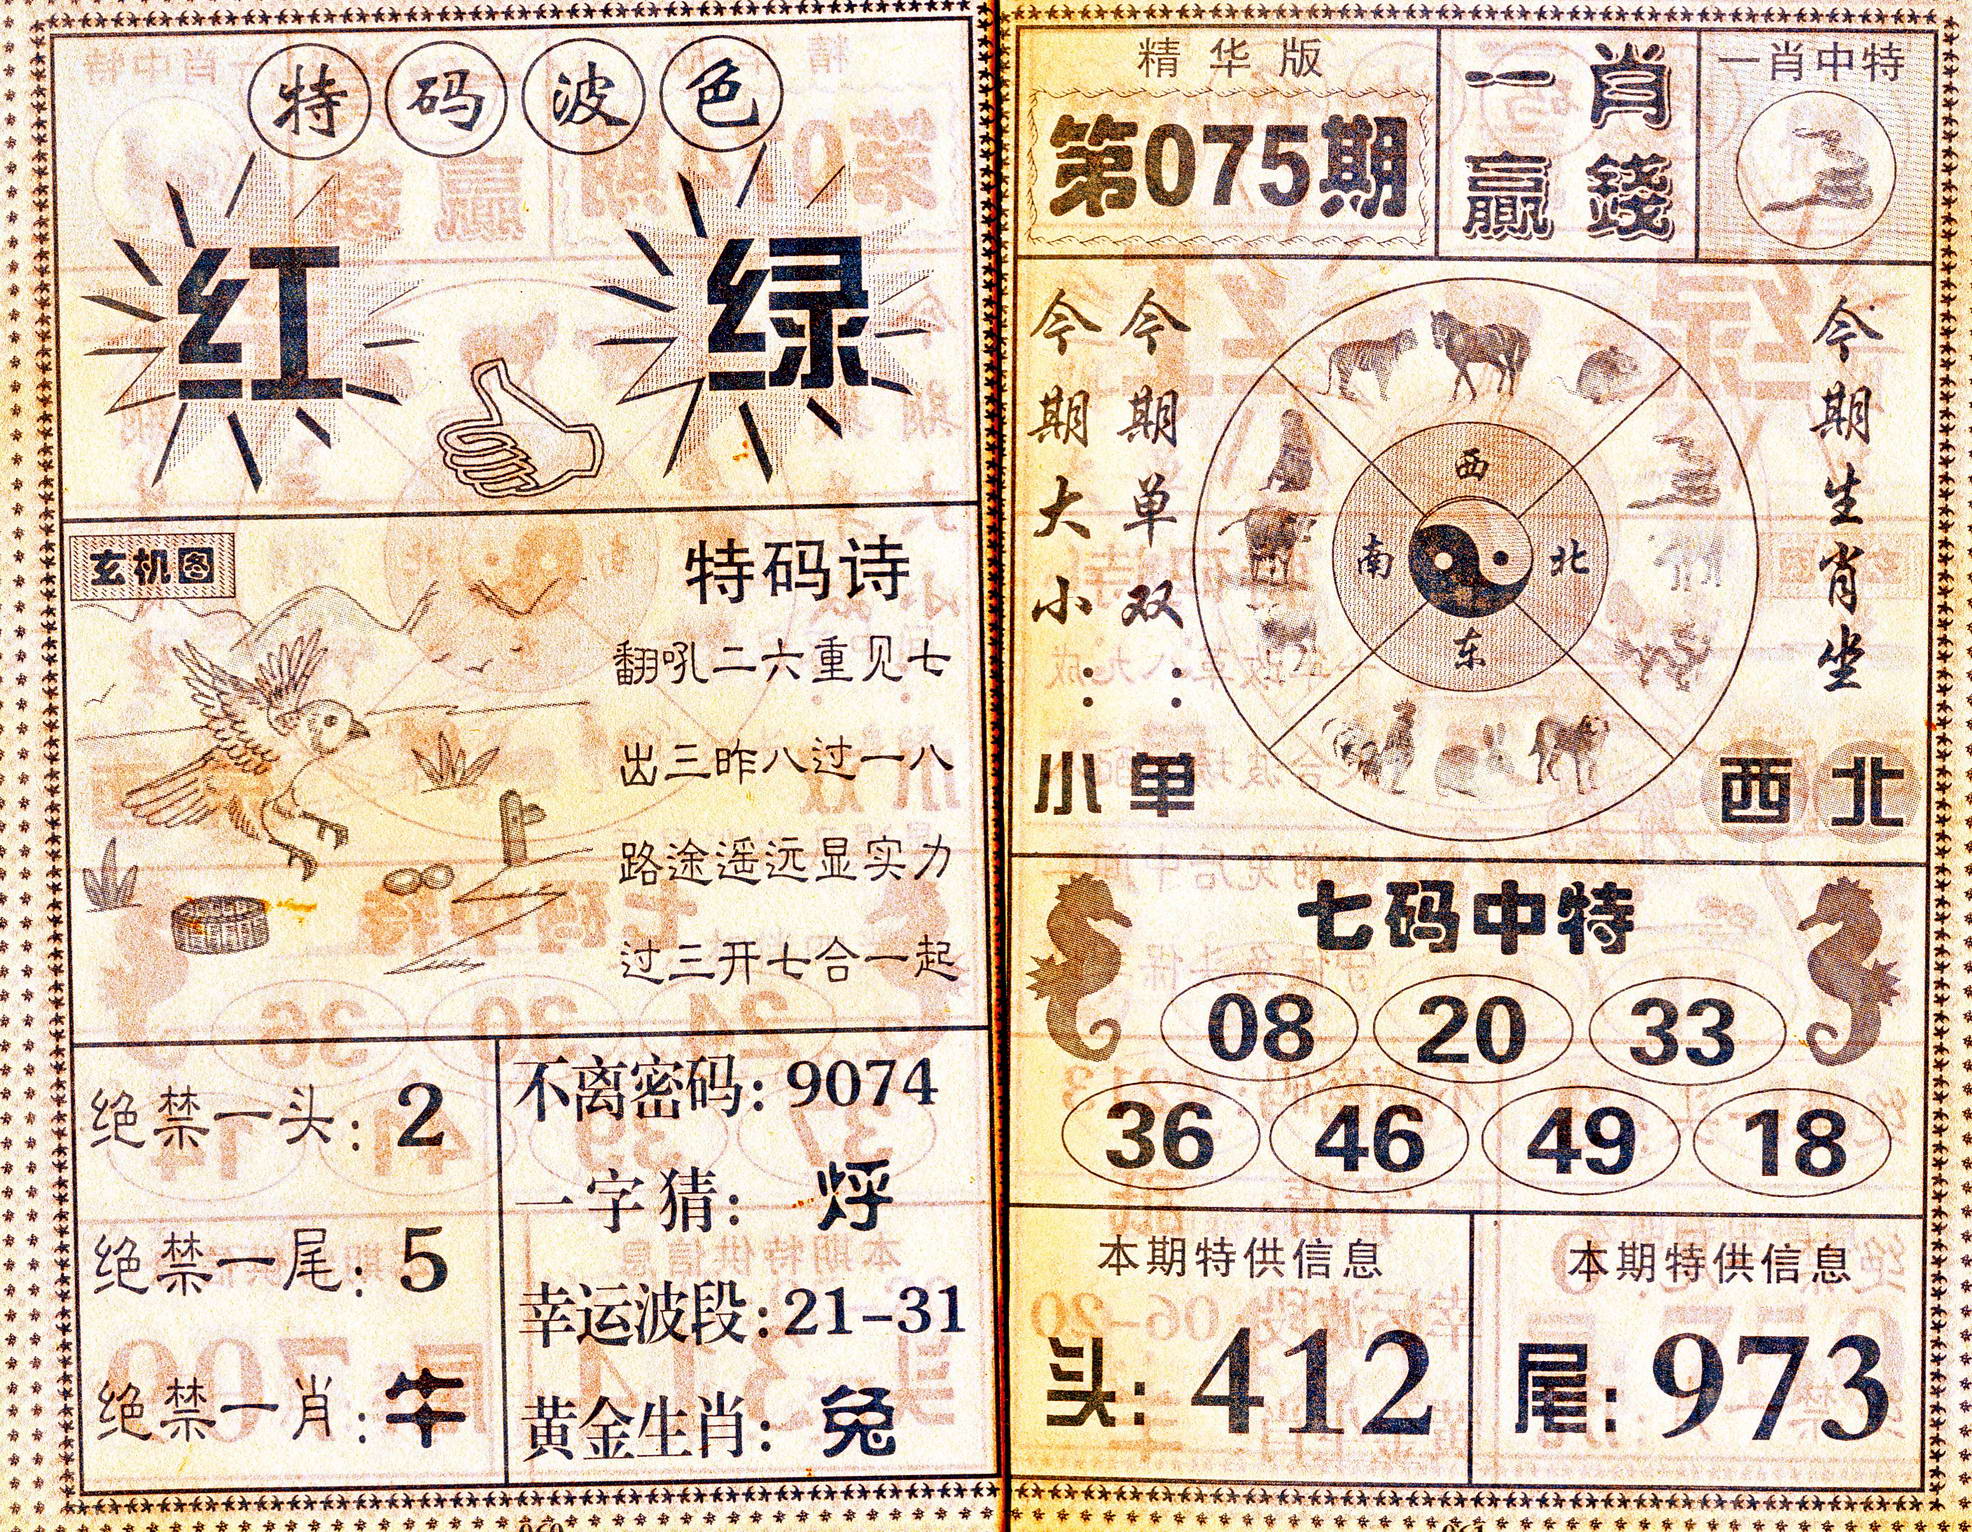 特码波色
红 绿
玄机图
特码诗
翻吼二六重见七
出三昨八过一八
路途遥远显实力
过三开七合一起
绝禁一头:2
绝禁一尾:5
绝禁一肖:牛
不离密码:9074
一字猜:烀
幸运波段:21-31
黄金生肖:兔
精华版
第075期
一肖
赢錢
一肖中特
今期大小:小
今期单双:单
西
南
北
东
今期生肖坐
西北
七码中特
08 20 33
36 46 49 18
本期特供信息
头:412
本期特供信息
尾:973